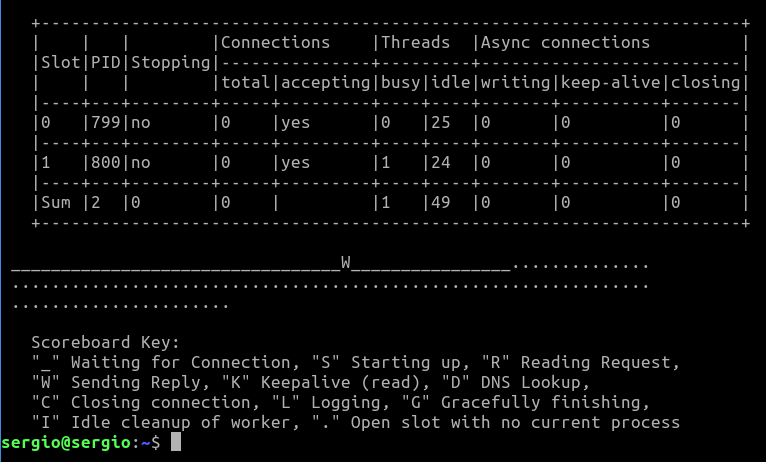 +----------------------------------------------------------------------+
|    |   |        |Connections    |Threads  |Async connections         |
|Slot|PID|Stopping|---------------+---------+--------------------------|
|    |   |        |total|accepting|busy|idle|writing|keep-alive|closing|
|----+---+--------+-----+---------+----+----+-------+----------+-------|
|0   |799|no      |0    |yes      |0   |25  |0      |0         |0      |
|----+---+--------+-----+---------+----+----+-------+----------+-------|
|1   |800|no      |0    |yes      |1   |24  |0      |0         |0      |
|----+---+--------+-----+---------+----+----+-------+----------+-------|
|Sum |2  |0       |0    |         |1   |49  |0      |0         |0      |
+----------------------------------------------------------------------+
_________________________________W________________..............
................................................................
......................
Scoreboard Key:
"_" Waiting for Connection, "S" Starting up, "R" Reading Request,
"W" Sending Reply, "K" Keepalive (read), "D" DNS Lookup,
"C" Closing connection, "L" Logging, "G" Gracefully finishing,
"I" Idle cleanup of worker, "." Open slot with no current process
sergio@sergio:~$